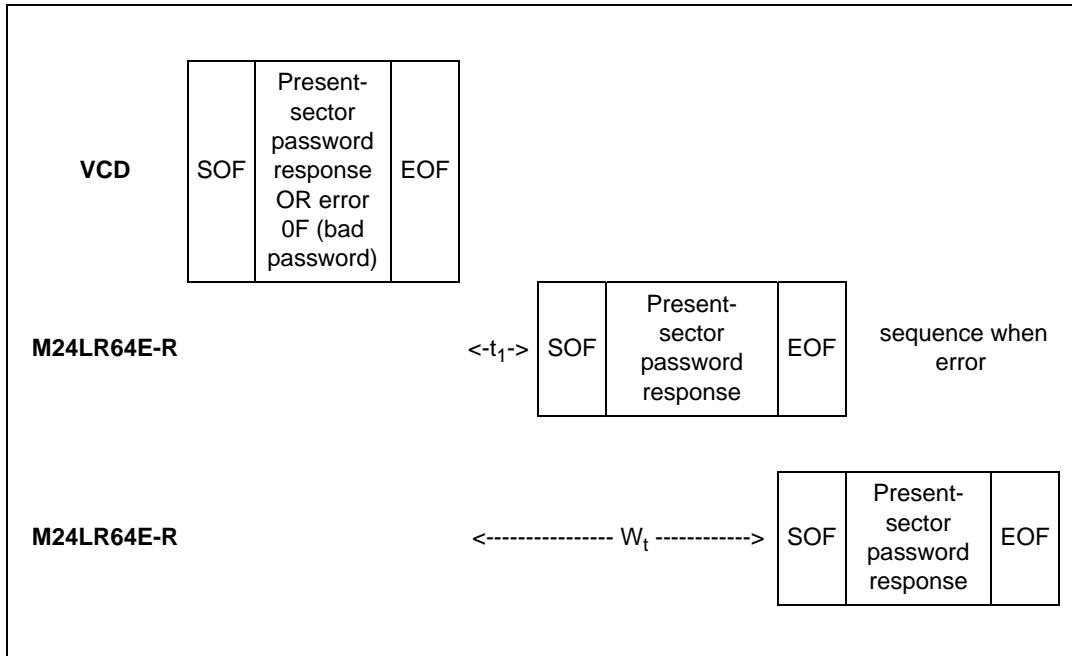 VCD
SOF
Present-
sector
password
response
OR error
0F (bad
password)
EOF
M24LR64E-R
<-t₁->
SOF
Present-
sector
password
response
EOF
sequence when
error
M24LR64E-R
<---------------- Wₜ ------------>
SOF
Present-
sector
password
response
EOF